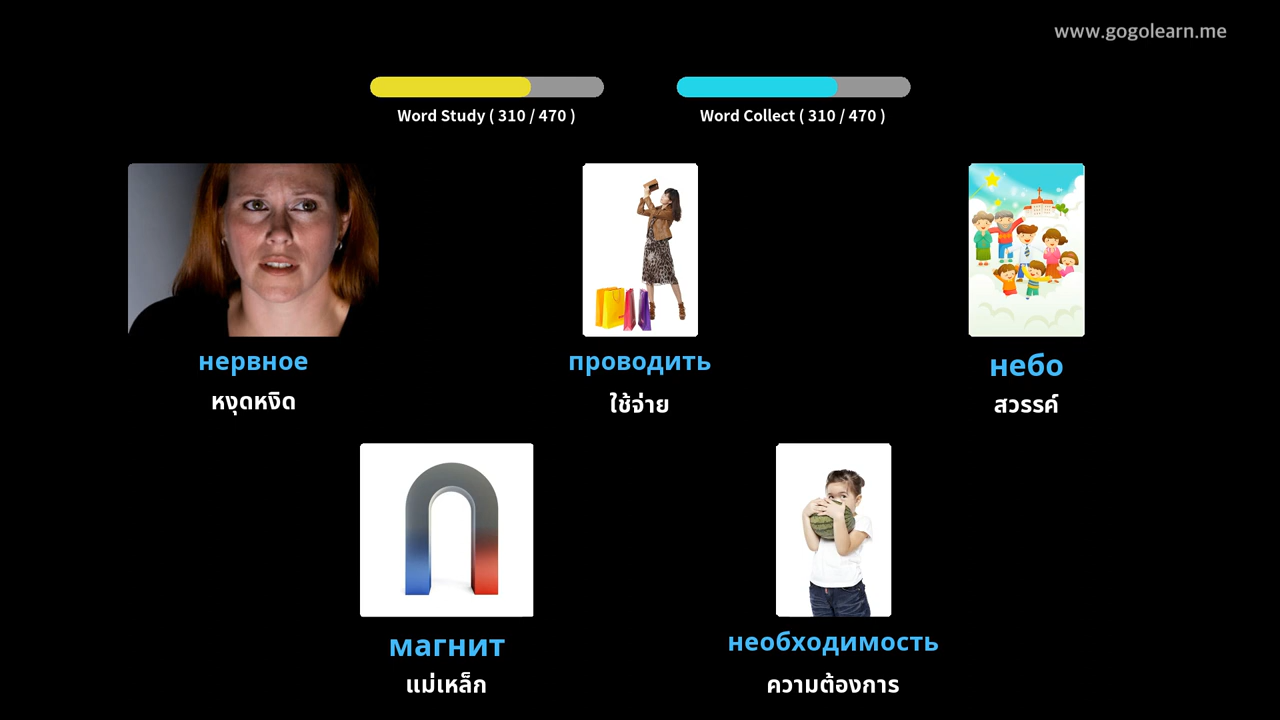 www.gogolearn.me
Word Study ( 310 / 470 )
Word Collect ( 310 / 470 )
нервное
หงุดหงิด
проводить
ใช้จ่าย
небо
สวรรค์
магнит
แม่เหล็ก
необходимость
ความต้องการ